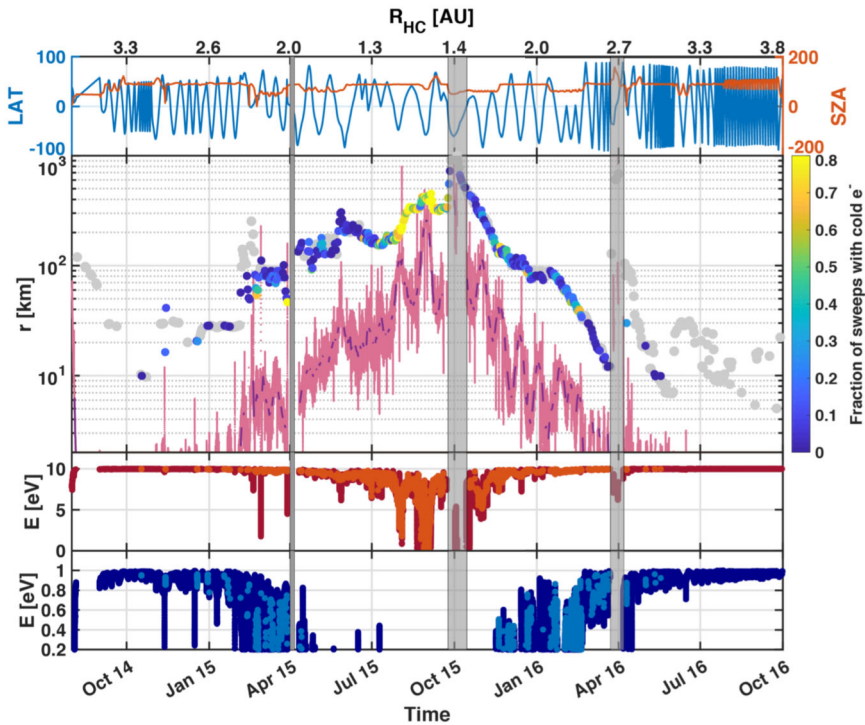 R_HC [AU]
3.3 2.6 2.0 1.3 1.4 2.0 2.7 3.3 3.8
100 200
LAT 0 0 SZA
-100 -200
10^3 0.8
0.7
0.6
10^2 0.5
r [km] 0.4 Fraction of sweeps with cold e^-
0.3
10^1 0.2
0.1
0
10
E [eV] 5
0
1
0.8
E [eV] 0.6
0.4
0.2
Oct 14 Jan 15 Apr 15 Jul 15 Oct 15 Jan 16 Apr 16 Jul 16 Oct 16
Time